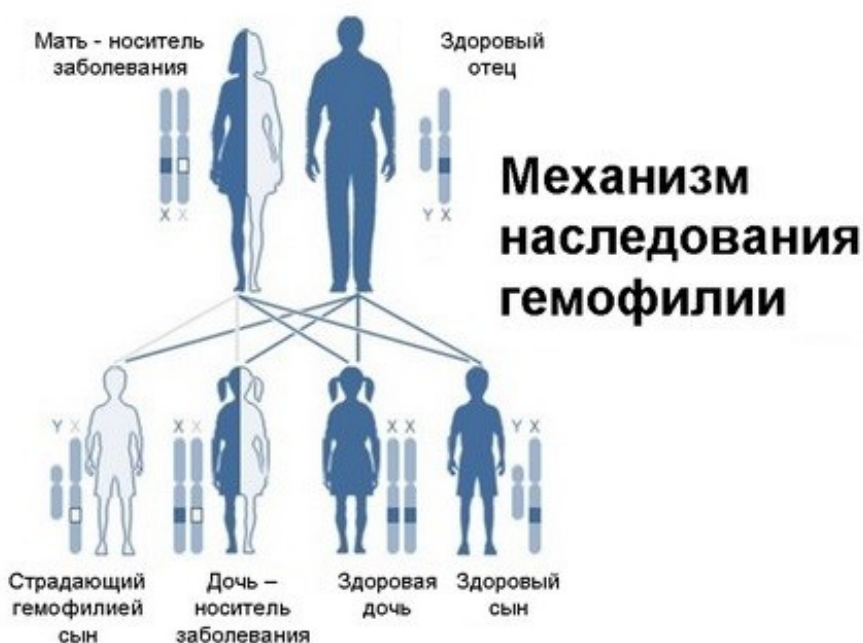 Мать - носитель
заболевания
Здоровый
отец
X X
Y X
Механизм
наследования
гемофилии
Y X
X X
X X
Y X
Страдающий
гемофилией
сын
Дочь –
носитель
заболевания
Здоровая
дочь
Здоровый
сын